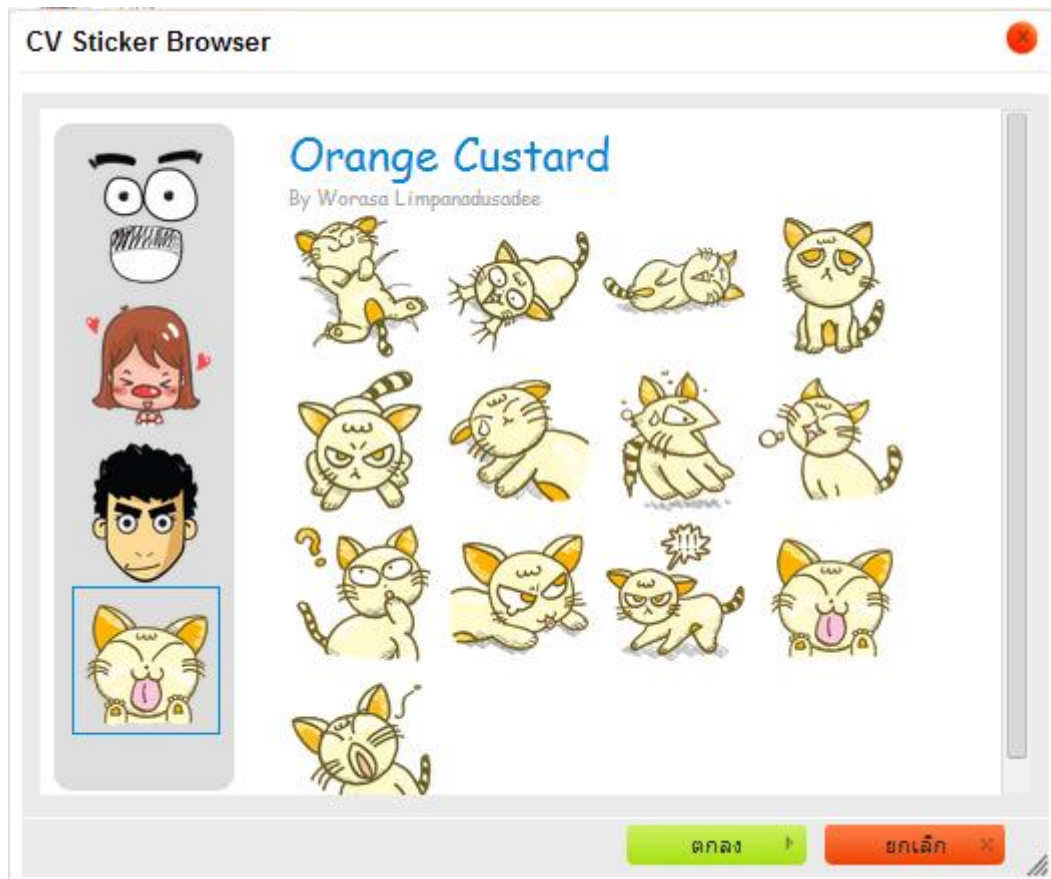 CV Sticker Browser
Orange Custard
By Worasa Limpanadusadee
?
!!!
ตกลง
ยกเลิก